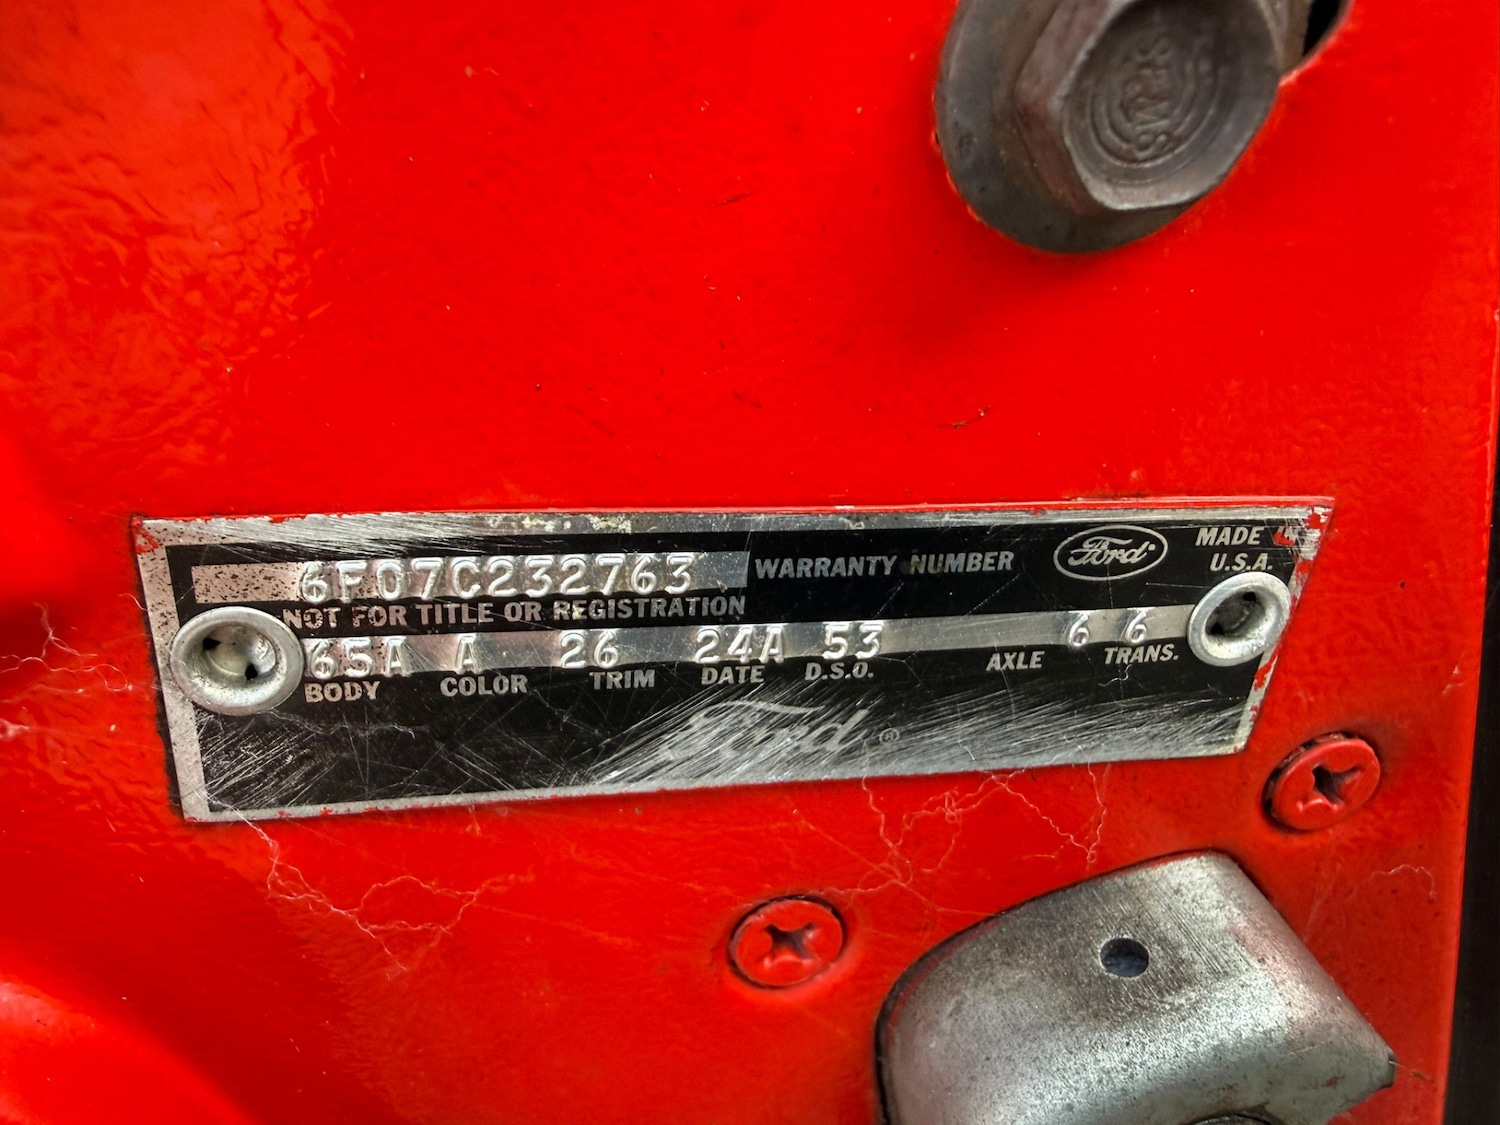 6F07C232763 WARRANTY NUMBER Ford MADE
U.S.A.
NOT FOR TITLE OR REGISTRATION
65A A 26 24A 53 6 6
BODY COLOR TRIM DATE D.S.O. AXLE TRANS.
Ford ®